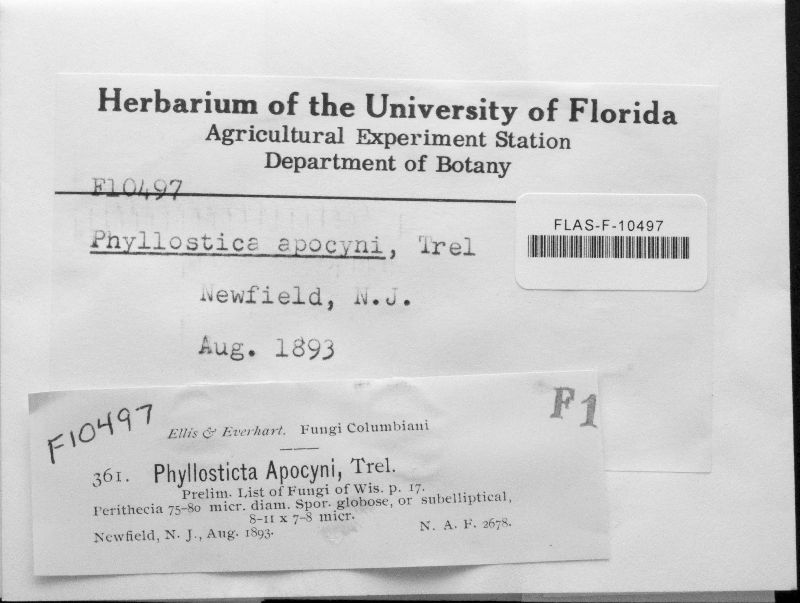 Herbarium of the University of Florida
Agricultural Experiment Station
Department of Botany
F10497
FLAS-F-10497
Phyllostica apocyni, Trel
Newfield, N.J.
Aug. 1893
F10497
F1
Ellis & Everhart. Fungi Columbiani
361. Phyllosticta Apocyni, Trel.
Prelim. List of Fungi of Wis. p. 17.
Perithecia 75-80 micr. diam. Spor. globose, or subelliptical,
8-11 x 7-8 micr.
Newfield, N. J., Aug. 1893. N. A. F. 2678.